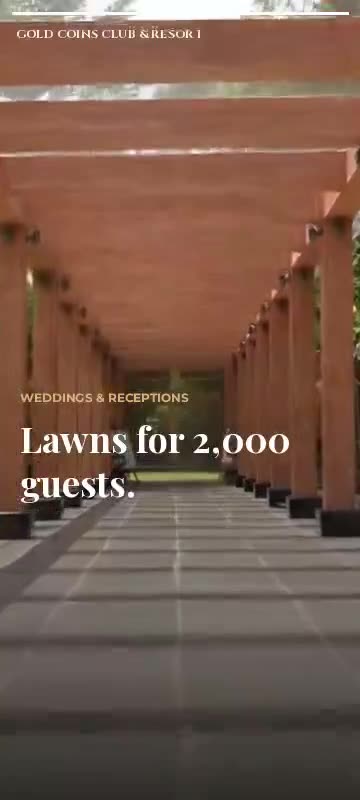 GOLD COINS CLUB & RESORT
WEDDINGS & RECEPTIONS
Lawns for 2,000
guests.